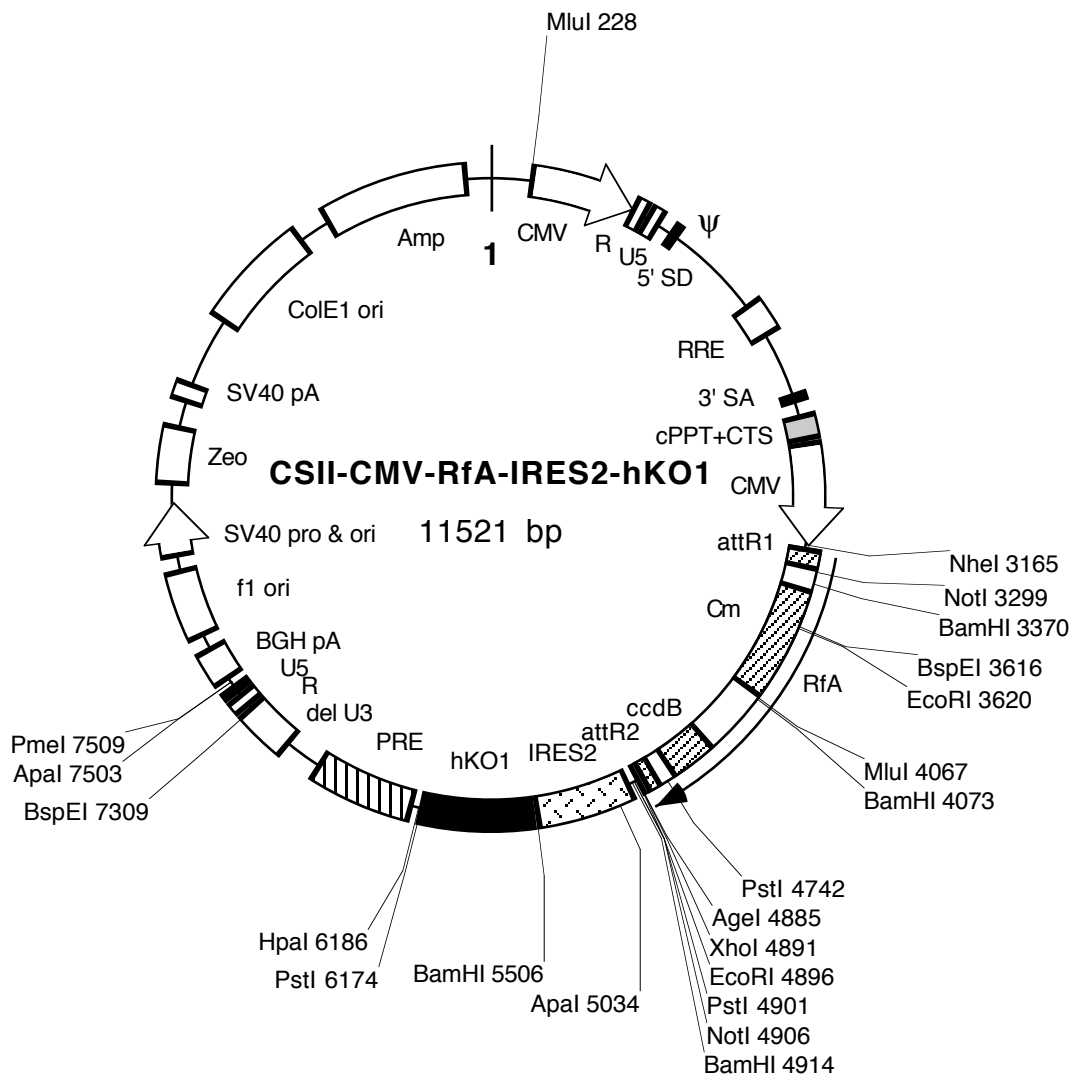 MluI 228
CMV
R
U5
5' SD
ψ
RRE
3' SA
cPPT+CTS
CMV
attR1
NheI 3165
NotI 3299
BamHI 3370
BspEI 3616
EcoRI 3620
Cm
RfA
MluI 4067
BamHI 4073
ccdB
attR2
PstI 4742
AgeI 4885
XhoI 4891
EcoRI 4896
PstI 4901
NotI 4906
BamHI 4914
IRES2
ApaI 5034
BamHI 5506
hKO1
PstI 6174
HpaI 6186
PRE
del U3
R
U5
BGH pA
BspEI 7309
ApaI 7503
PmeI 7509
f1 ori
SV40 pro & ori
Zeo
SV40 pA
ColE1 ori
Amp
1
CSII-CMV-RfA-IRES2-hKO1
11521 bp